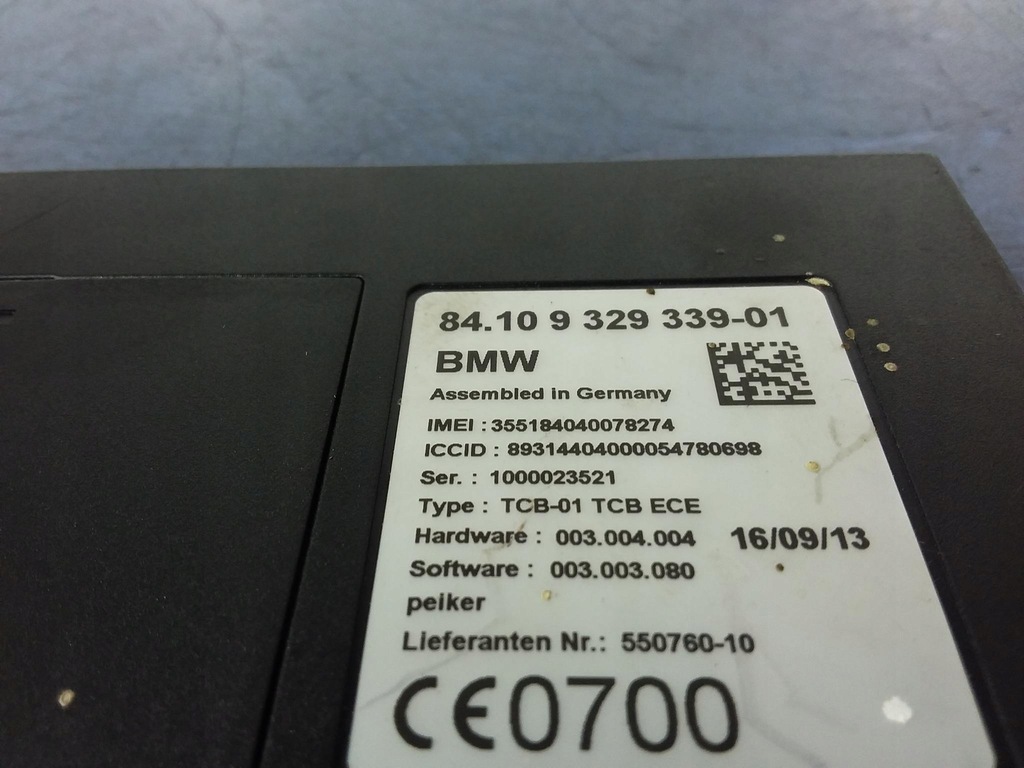 84.10 9 329 339-01
BMW
Assembled in Germany
IMEI : 355184040078274
ICCID : 89314404000054780698
Ser. : 1000023521
Type : TCB-01 TCB ECE
Hardware : 003.004.004 16/09/13
Software : 003.003.080
peiker
Lieferanten Nr.: 550760-10
CE0700